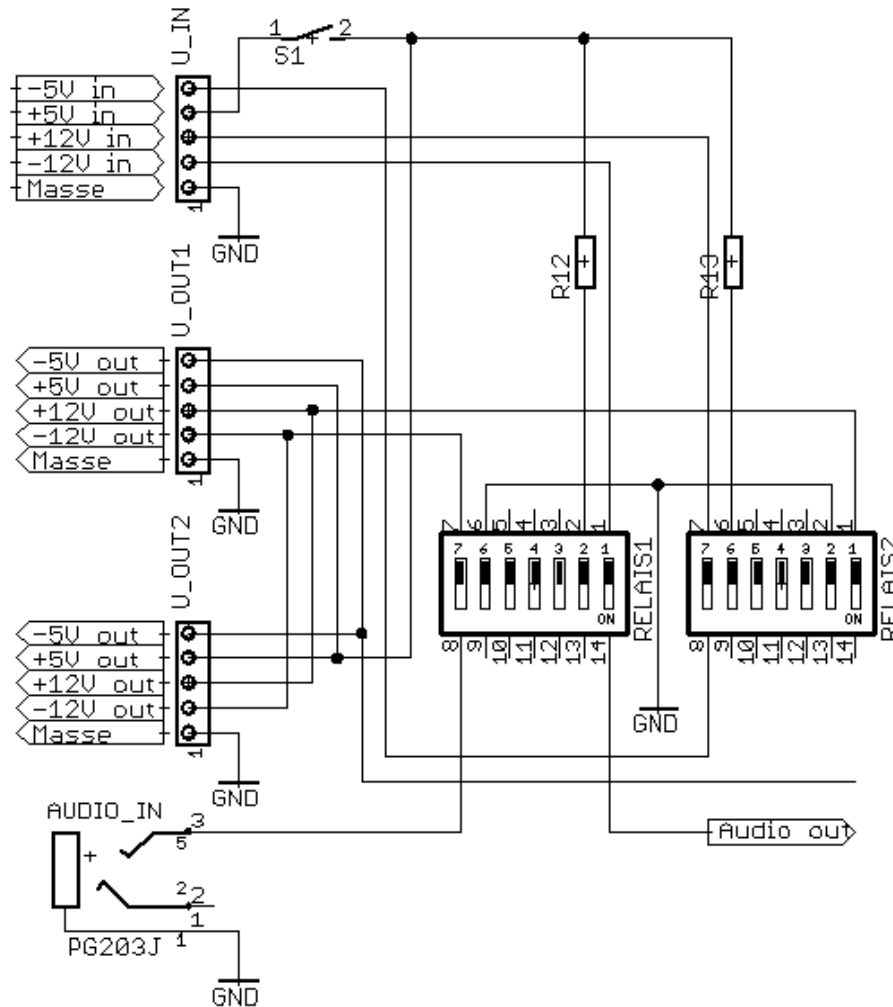 U_IN
1 2
S1
-5V in
+5V in
+12V in
-12V in
Masse
1
GND
R12
R13
U_OUT1
-5V out
+5V out
+12V out
-12V out
Masse
1
GND
7 6 5 4 3 2 1
7 6 5 4 3 2 1
ON
8 9 10 11 12 13 14
RELAIS1
7 6 5 4 3 2 1
7 6 5 4 3 2 1
ON
8 9 10 11 12 13 14
RELAIS2
GND
U_OUT2
-5V out
+5V out
+12V out
-12V out
Masse
1
GND
AUDIO_IN
3
5
2
2
1
1
PG203J
GND
Audio out